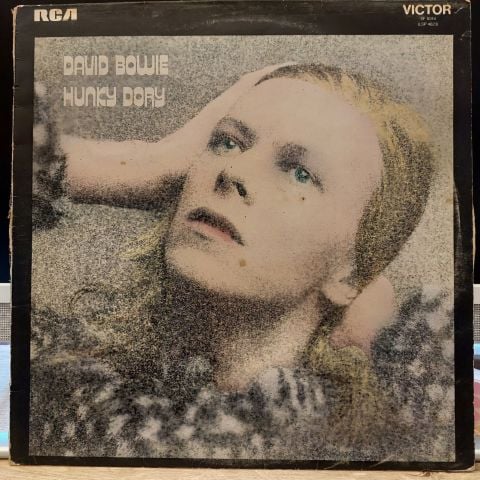 RCA
VICTOR
DAVID BOWIE
HUNKY DORY